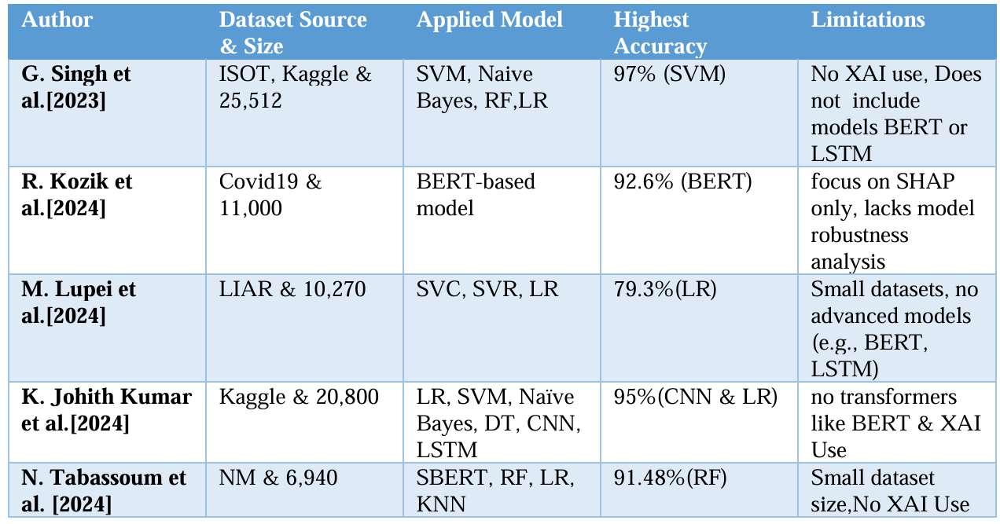 Author
Dataset Source
& Size
Applied Model
Highest
Accuracy
Limitations
G. Singh et
al.[2023]
ISOT, Kaggle &
25,512
SVM, Naive
Bayes, RF,LR
97% (SVM)
No XAI use, Does
not include
models BERT or
LSTM
R. Kozik et
al.[2024]
Covid19 &
11,000
BERT-based
model
92.6% (BERT)
focus on SHAP
only, lacks model
robustness
analysis
M. Lupei et
al.[2024]
LIAR & 10,270
SVC, SVR, LR
79.3%(LR)
Small datasets, no
advanced models
(e.g., BERT,
LSTM)
K. Johith Kumar
et al.[2024]
Kaggle & 20,800
LR, SVM, Naïve
Bayes, DT, CNN,
LSTM
95%(CNN & LR)
no transformers
like BERT & XAI
Use
N. Tabassoum et
al. [2024]
NM & 6,940
SBERT, RF, LR,
KNN
91.48%(RF)
Small dataset
size,No XAI Use